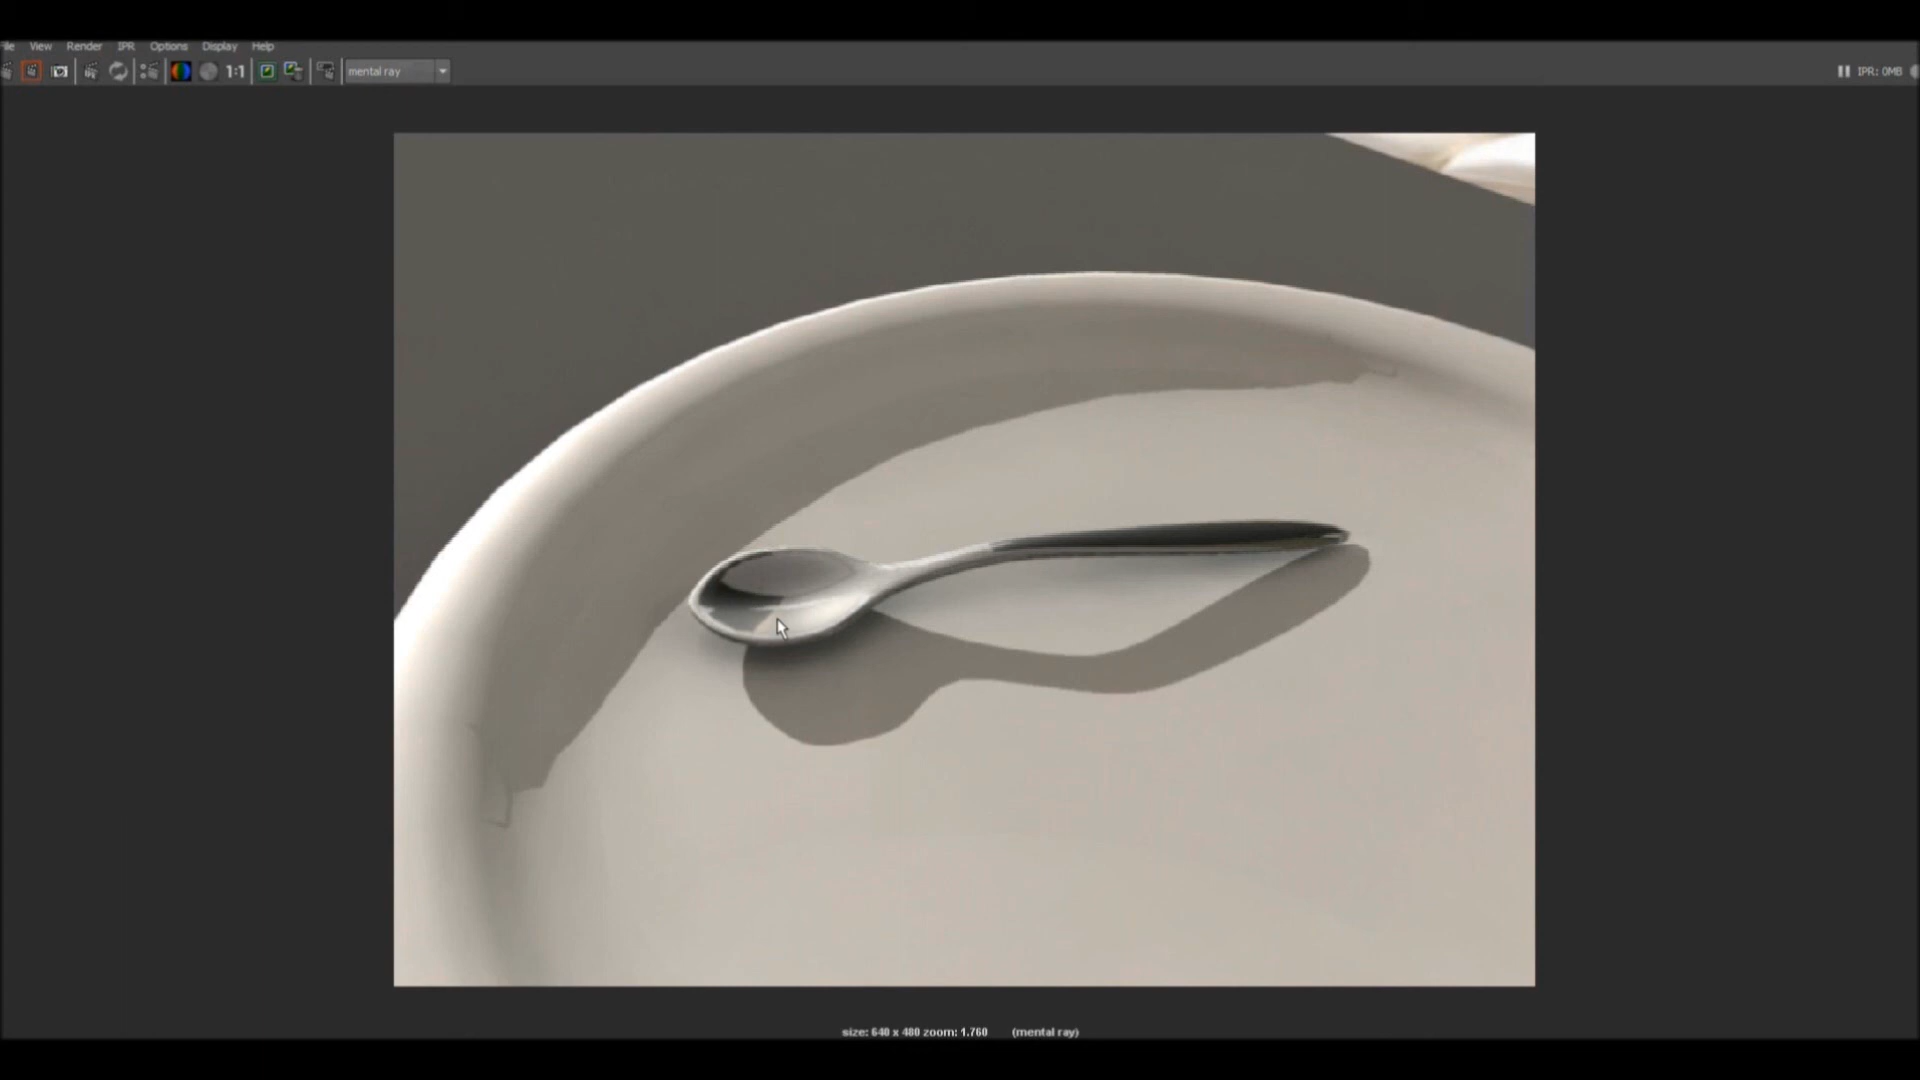 File View Render IPR Options Display Help
1:1 mental ray IPR: 0MB
size: 640 x 480 zoom: 1.760 (mental ray)